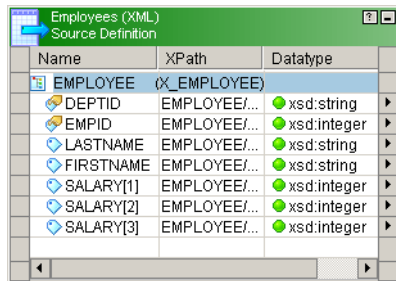 Employees (XML)
Source Definition
Name XPath Datatype
EMPLOYEE (X_EMPLOYEE)
DEPTID EMPLOYEE/... xsd:string
EMPID EMPLOYEE/... xsd:integer
LASTNAME EMPLOYEE/... xsd:string
FIRSTNAME EMPLOYEE/... xsd:string
SALARY[1] EMPLOYEE/... xsd:integer
SALARY[2] EMPLOYEE/... xsd:integer
SALARY[3] EMPLOYEE/... xsd:integer